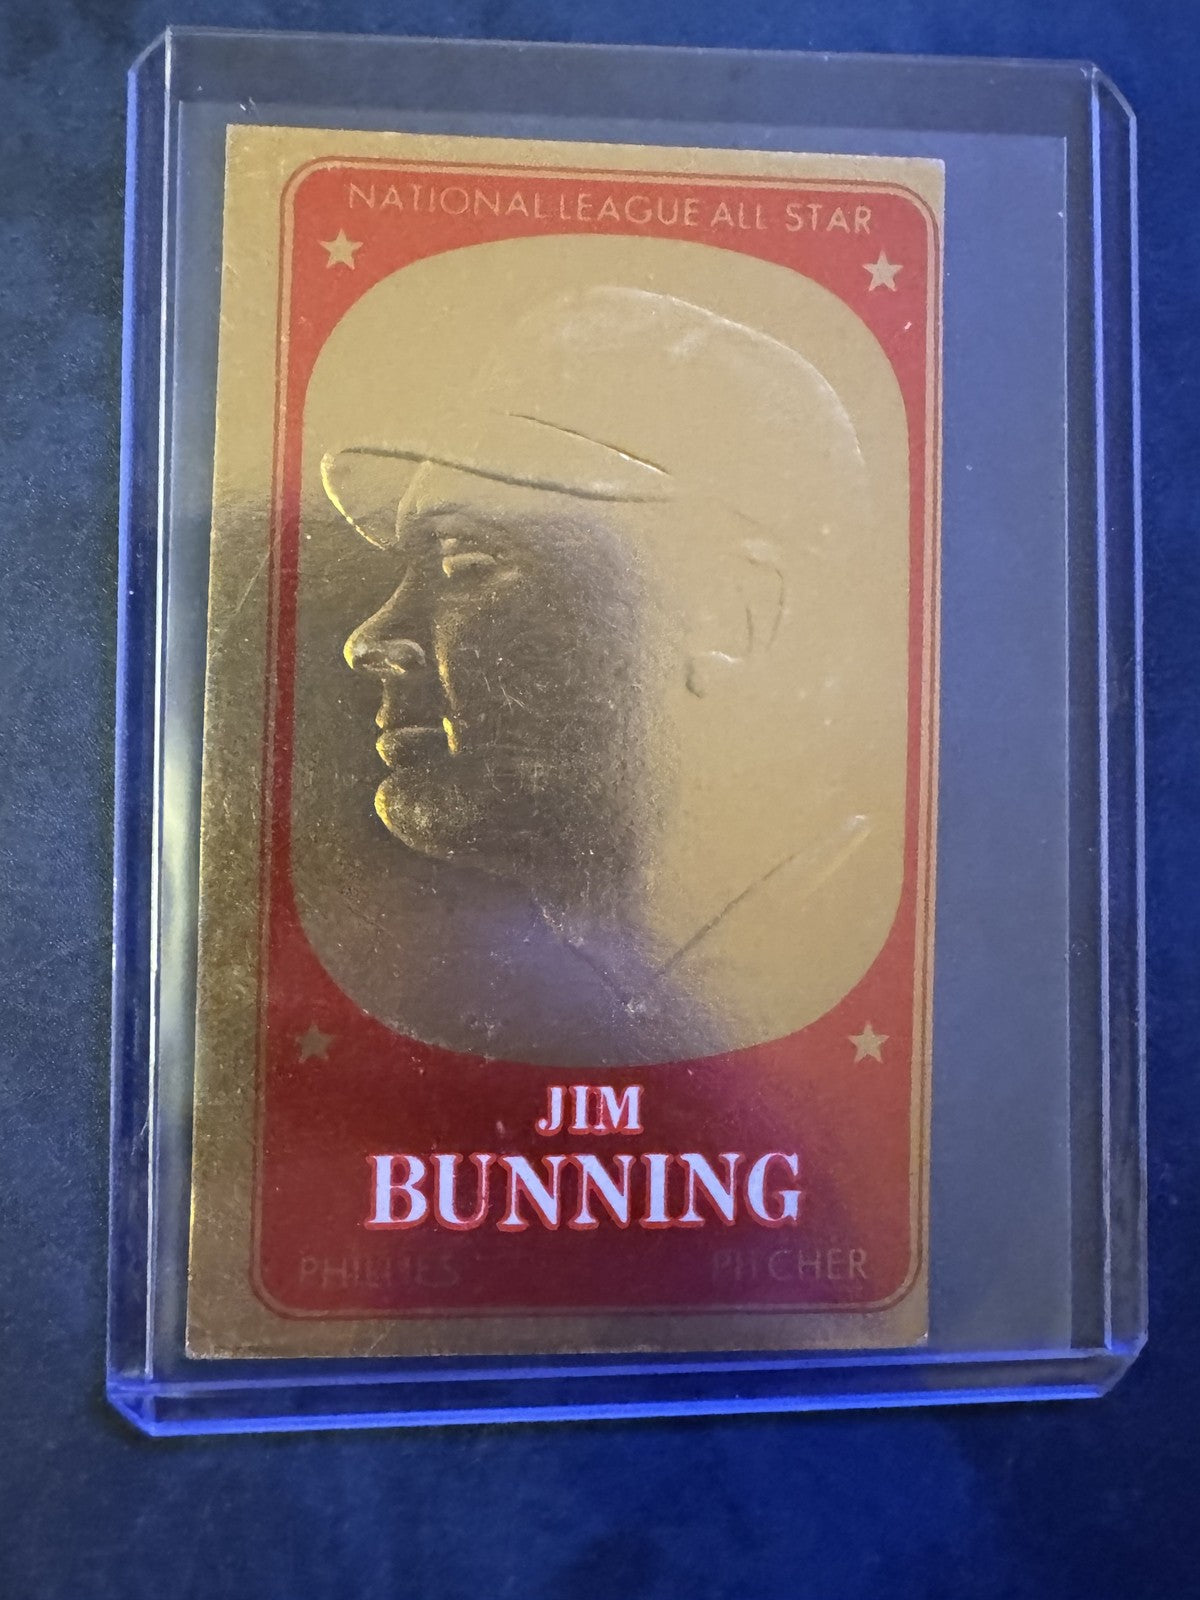 NATIONAL LEAGUE ALL STAR
JIM
BUNNING
PHILLIES PITCHER